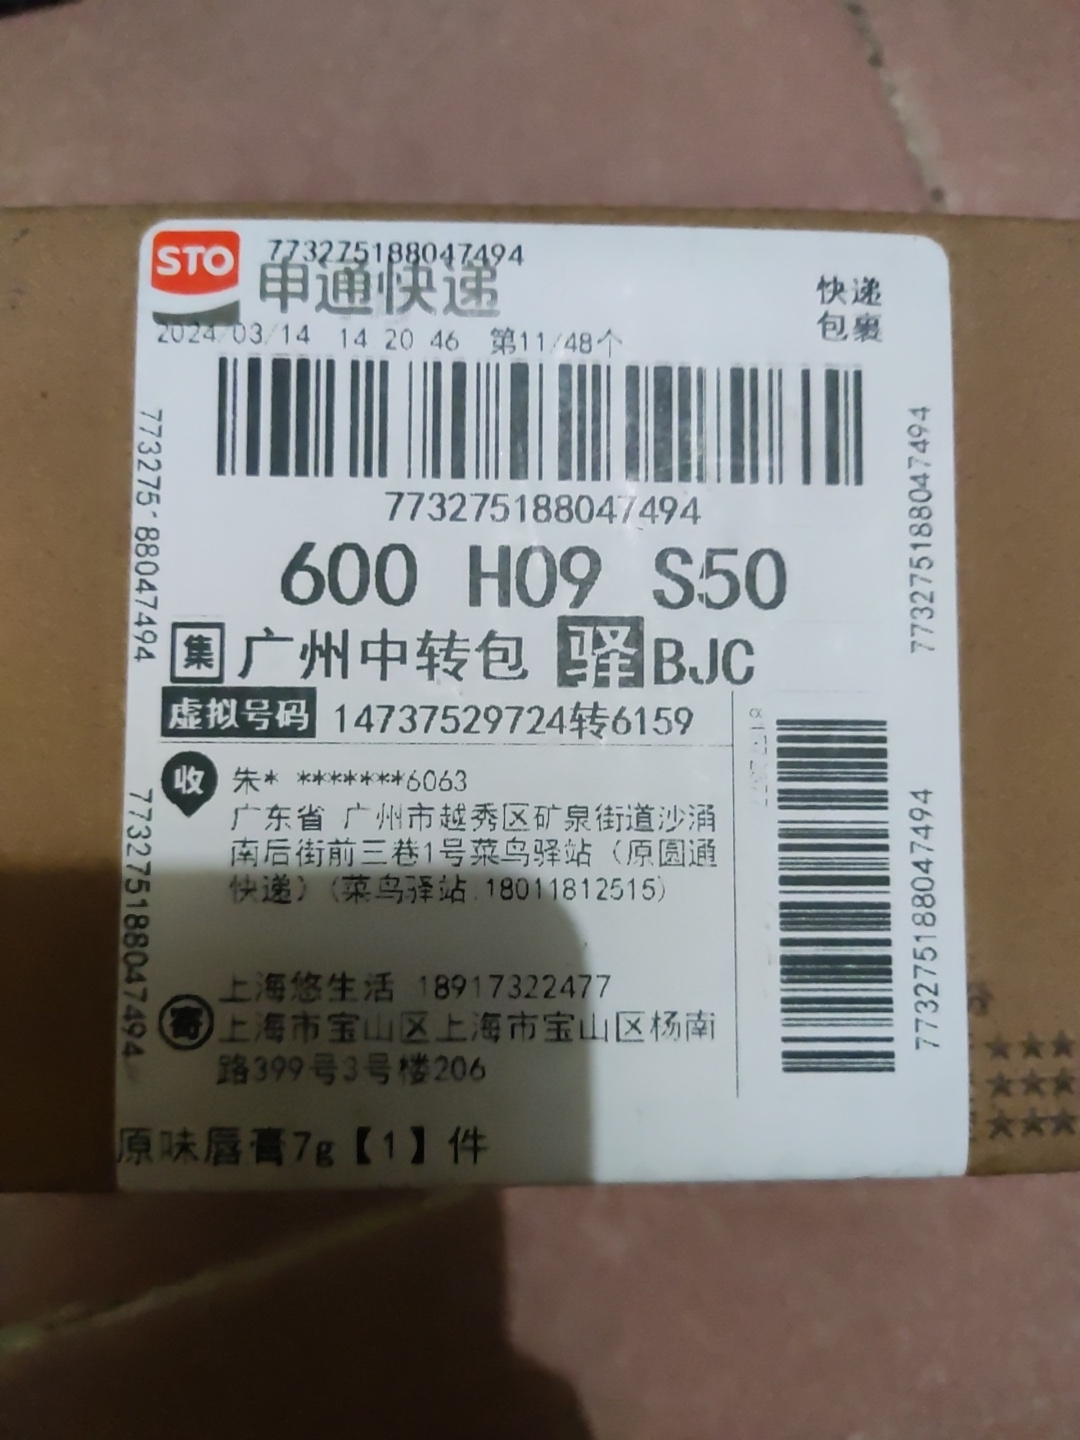 STO
773275188047494
申通快递
快递
包裹
2024/03/14 14 20 46 第11/48个
773275188047494
600 H09 S50
集 广州中转包 驿 BJC
虚拟号码 14737529724转6159
收 朱* *******6063
广东省 广州市越秀区矿泉街道沙涌
南后街前三巷1号菜鸟驿站（原圆通
快递）（菜鸟驿站,18011812515）
寄 上海悠生活 18917322477
上海市宝山区上海市宝山区杨南
路399号3号楼206
原味唇膏7g【1】件
773275188047494
773275188047494
773275188047494
773275188047494
★★★
★★★
★★★